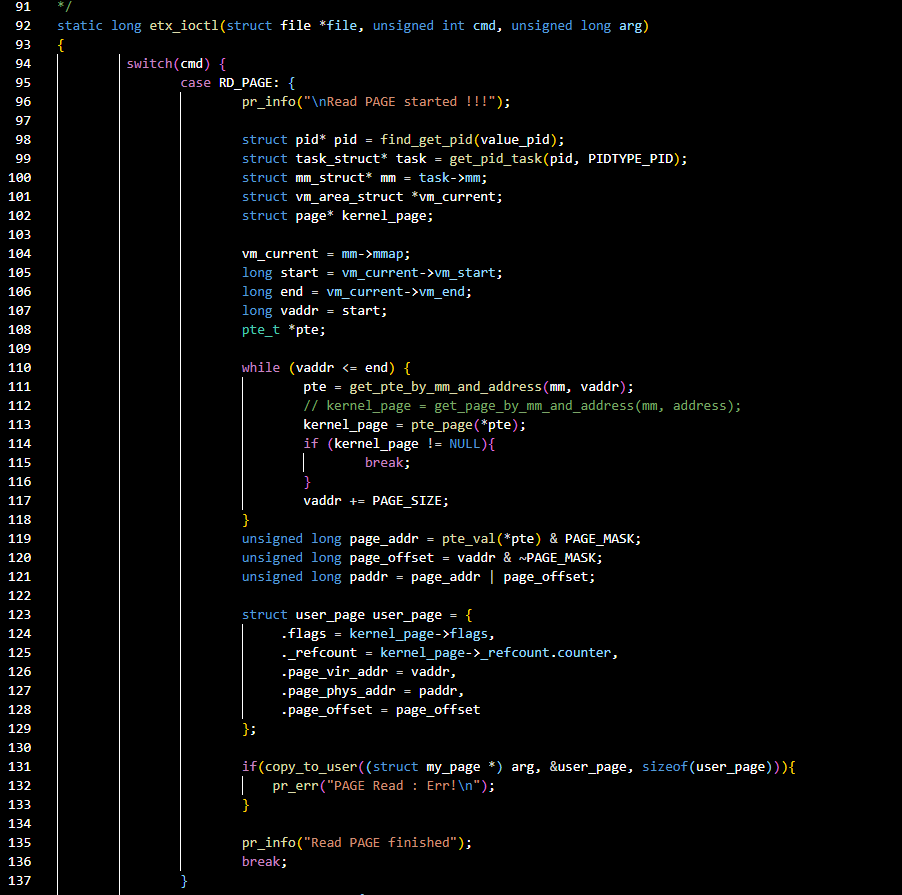 91 */
92 static long etx_ioctl(struct file *file, unsigned int cmd, unsigned long arg)
93 {
94 switch(cmd) {
95 case RD_PAGE: {
96 pr_info("\nRead PAGE started !!!");
97
98 struct pid* pid = find_get_pid(value_pid);
99 struct task_struct* task = get_pid_task(pid, PIDTYPE_PID);
100 struct mm_struct* mm = task->mm;
101 struct vm_area_struct *vm_current;
102 struct page* kernel_page;
103
104 vm_current = mm->mmap;
105 long start = vm_current->vm_start;
106 long end = vm_current->vm_end;
107 long vaddr = start;
108 pte_t *pte;
109
110 while (vaddr <= end) {
111 pte = get_pte_by_mm_and_address(mm, vaddr);
112 // kernel_page = get_page_by_mm_and_address(mm, address);
113 kernel_page = pte_page(*pte);
114 if (kernel_page != NULL){
115 break;
116 }
117 vaddr += PAGE_SIZE;
118 }
119 unsigned long page_addr = pte_val(*pte) & PAGE_MASK;
120 unsigned long page_offset = vaddr & ~PAGE_MASK;
121 unsigned long paddr = page_addr | page_offset;
122
123 struct user_page user_page = {
124 .flags = kernel_page->flags,
125 ._refcount = kernel_page->_refcount.counter,
126 .page_vir_addr = vaddr,
127 .page_phys_addr = paddr,
128 .page_offset = page_offset
129 };
130
131 if(copy_to_user((struct my_page *) arg, &user_page, sizeof(user_page))){
132 pr_err("PAGE Read : Err!\n");
133 }
134
135 pr_info("Read PAGE finished");
136 break;
137 }